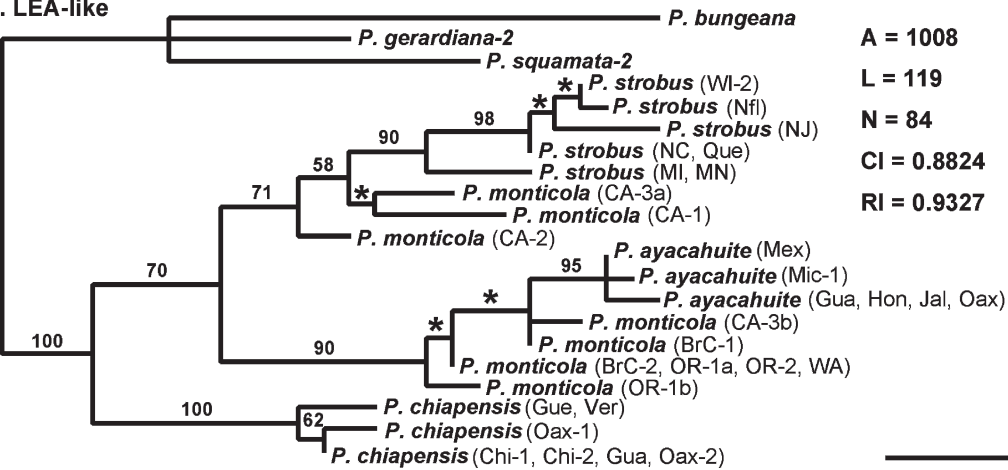 . LEA-like
P. bungeana
P. gerardiana-2
P. squamata-2
A = 1008
L = 119
N = 84
CI = 0.8824
RI = 0.9327
* P. strobus (WI-2)
* P. strobus (Nfl)
98 P. strobus (NJ)
90 P. strobus (NC, Que)
58 P. strobus (MI, MN)
* P. monticola (CA-3a)
71 P. monticola (CA-1)
P. monticola (CA-2)
P. ayacahuite (Mex)
95 P. ayacahuite (Mic-1)
70 * P. ayacahuite (Gua, Hon, Jal, Oax)
* P. monticola (CA-3b)
100 90 P. monticola (BrC-1)
P. monticola (BrC-2, OR-1a, OR-2, WA)
P. monticola (OR-1b)
100 P. chiapensis (Gue, Ver)
62 P. chiapensis (Oax-1)
P. chiapensis (Chi-1, Chi-2, Gua, Oax-2)